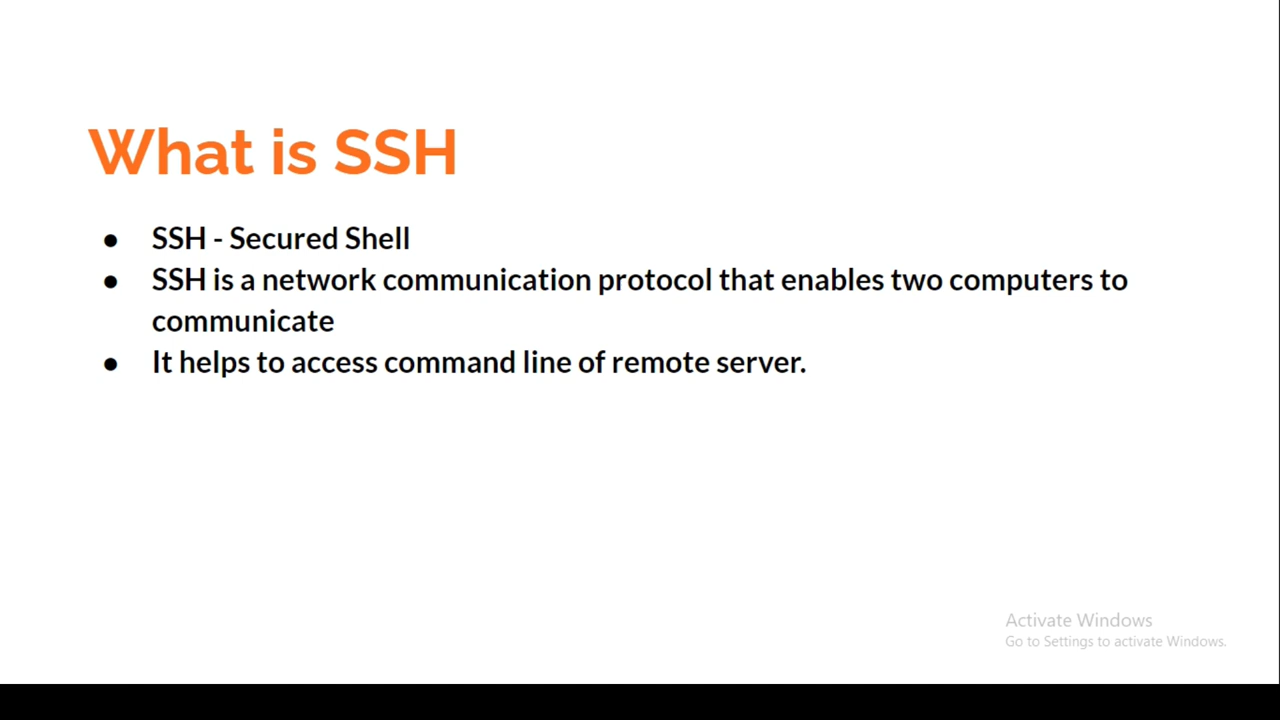 What is SSH
● SSH - Secured Shell
● SSH is a network communication protocol that enables two computers to
communicate
● It helps to access command line of remote server.
Activate Windows
Go to Settings to activate Windows.